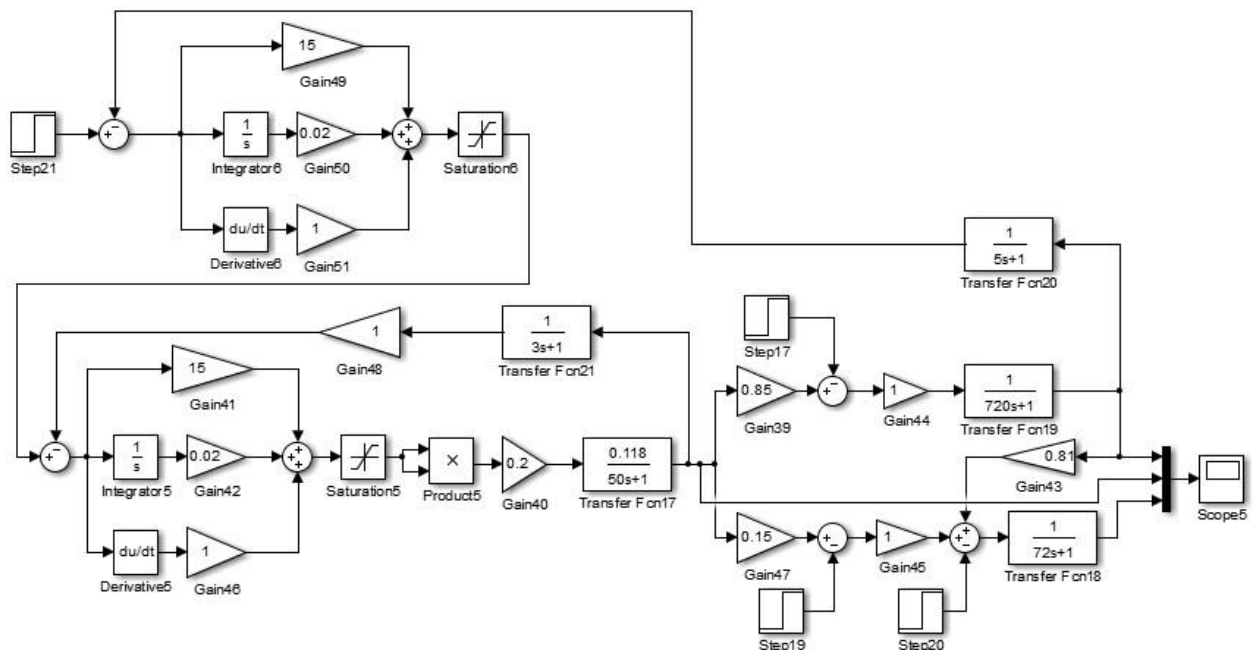 15
Gain49
Step21
1
s
Integrator6
0.02
Gain50
Saturation6
du/dt
Derivative6
1
Gain51
1
5s+1
Transfer Fcn20
1
Gain48
1
3s+1
Transfer Fcn21
Step17
15
Gain41
0.85
Gain39
1
Gain44
1
720s+1
Transfer Fcn19
1
s
Integrator5
0.02
Gain42
Saturation5
×
Product5
0.2
Gain40
0.118
50s+1
Transfer Fcn17
0.81
Gain43
Scope5
du/dt
Derivative5
1
Gain46
0.15
Gain47
1
Gain45
1
72s+1
Transfer Fcn18
Step19
Step20